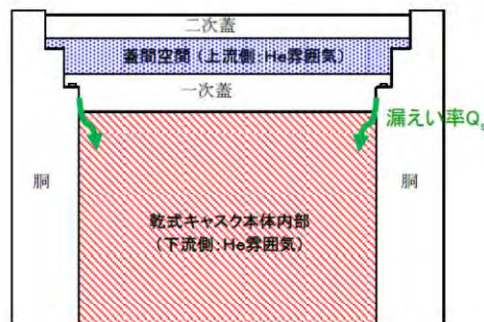 二次蓋
蓋間空間(上流側:He雰囲気)
一次蓋
漏えい率Q
胴
胴
乾式キャスク本体内部
(下流側:He雰囲気)